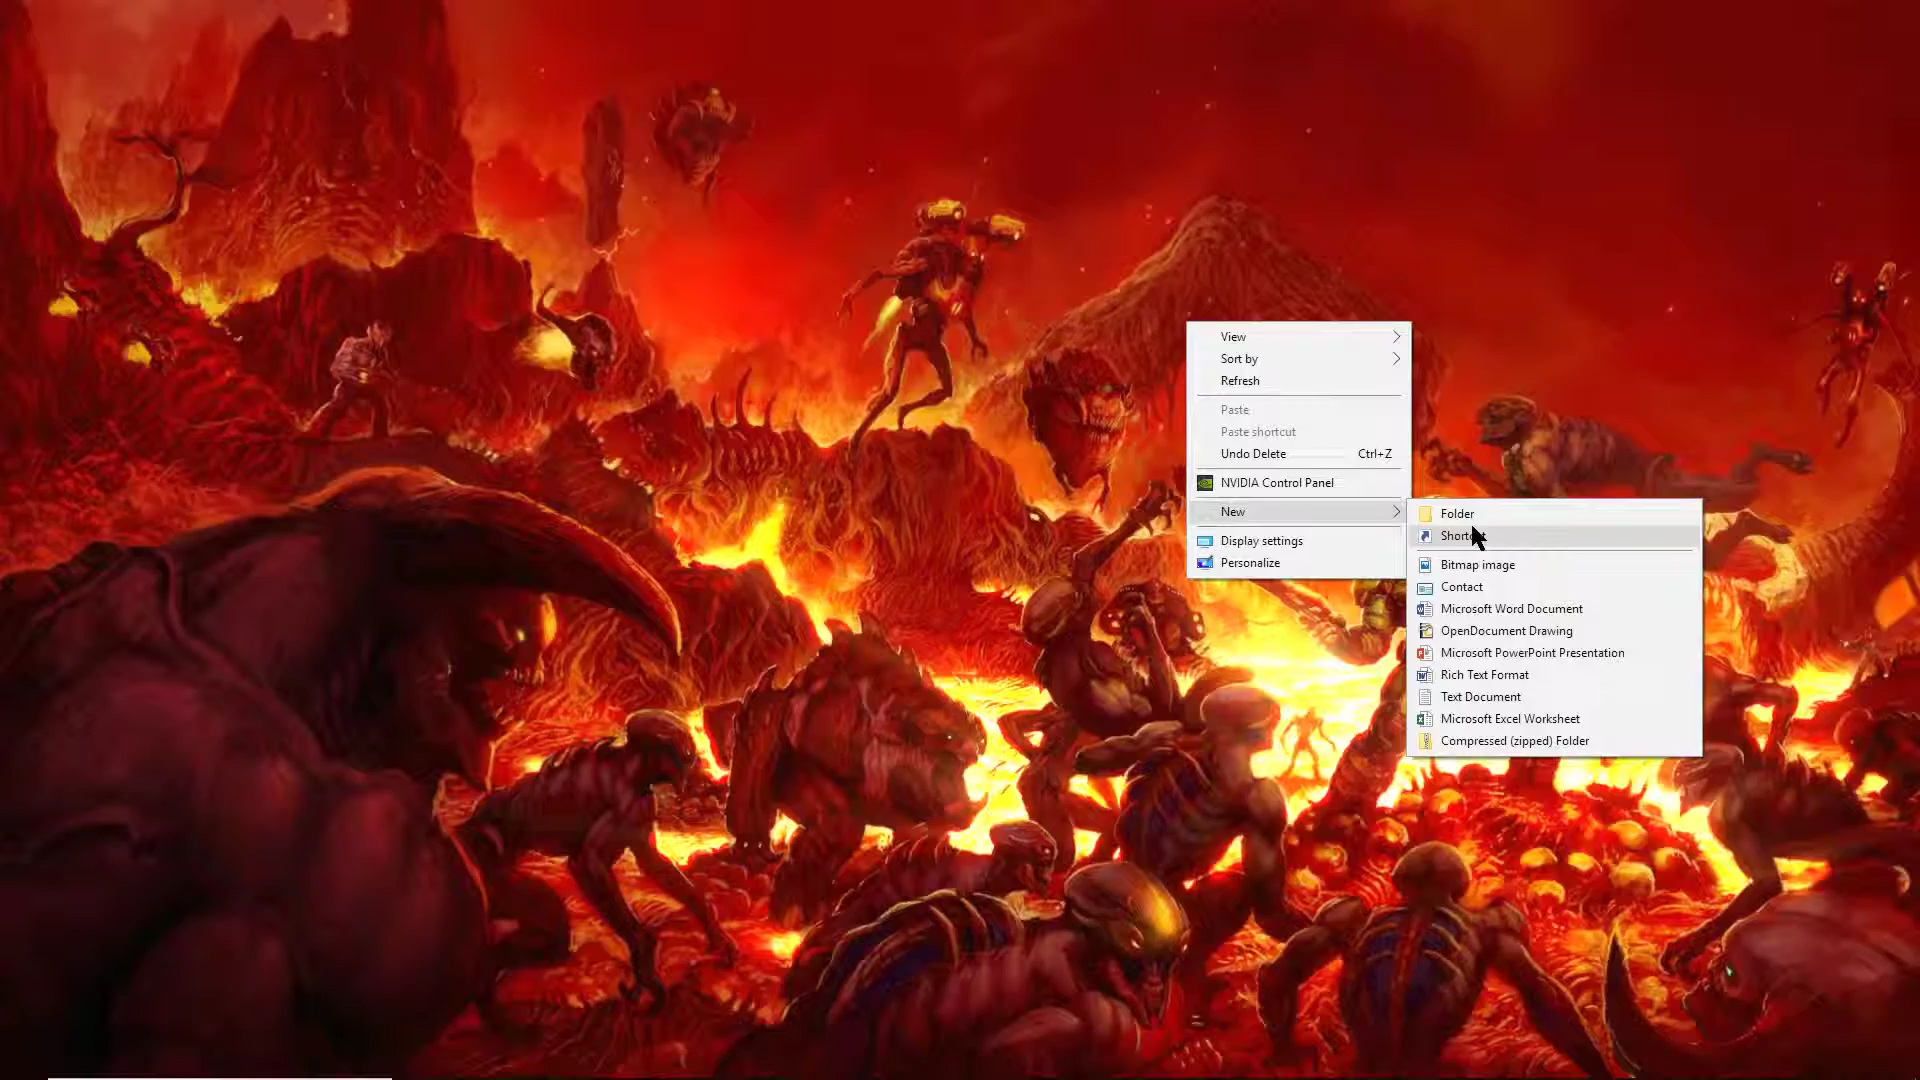 View
Sort by
Refresh
Paste
Paste shortcut
Undo Delete Ctrl+Z
NVIDIA Control Panel
New
Display settings
Personalize
Folder
Bitmap image
Contact
Microsoft Word Document
OpenDocument Drawing
Microsoft PowerPoint Presentation
Rich Text Format
Text Document
Microsoft Excel Worksheet
Compressed (zipped) Folder